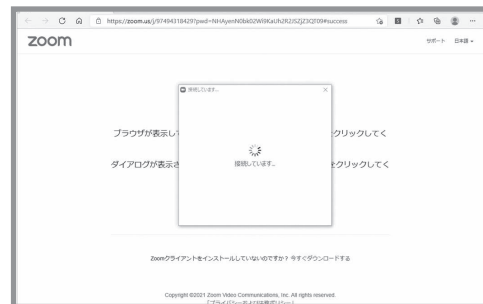 https://zoom.us/j/97494318429?pwd=NHAyenN0bk02Wl9KaUh2R2JSZjZ3QT09#success
zoom
サポート 日本語
接続しています...
ブラウザが表示して をクリックしてく
接続しています...
ダイアログが表示さ をクリックしてく
Zoomクライアントをインストールしていないのですか？ 今すぐダウンロードする
Copyright ©2021 Zoom Video Communications, Inc. All rights reserved.